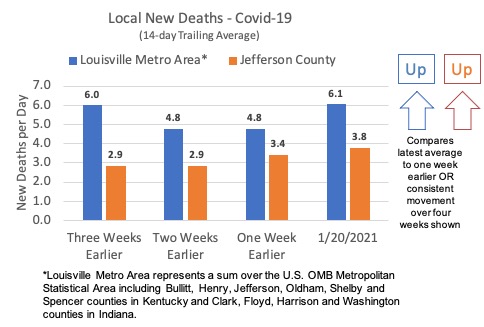 Local New Deaths - Covid-19
(14-day Trailing Average)
Louisville Metro Area* Jefferson County
Up Up
7.0
6.0
5.0
4.0
3.0
2.0
1.0
0.0
New Deaths per Day
6.0 2.9 4.8 2.9 4.8 3.4 6.1 3.8
Three Weeks Earlier
Two Weeks Earlier
One Week Earlier
1/20/2021
Compares
latest average
to one week
earlier OR
consistent
movement
over four
weeks shown
*Louisville Metro Area represents a sum over the U.S. OMB Metropolitan
Statistical Area including Bullitt, Henry, Jefferson, Oldham, Shelby and
Spencer counties in Kentucky and Clark, Floyd, Harrison and Washington
counties in Indiana.